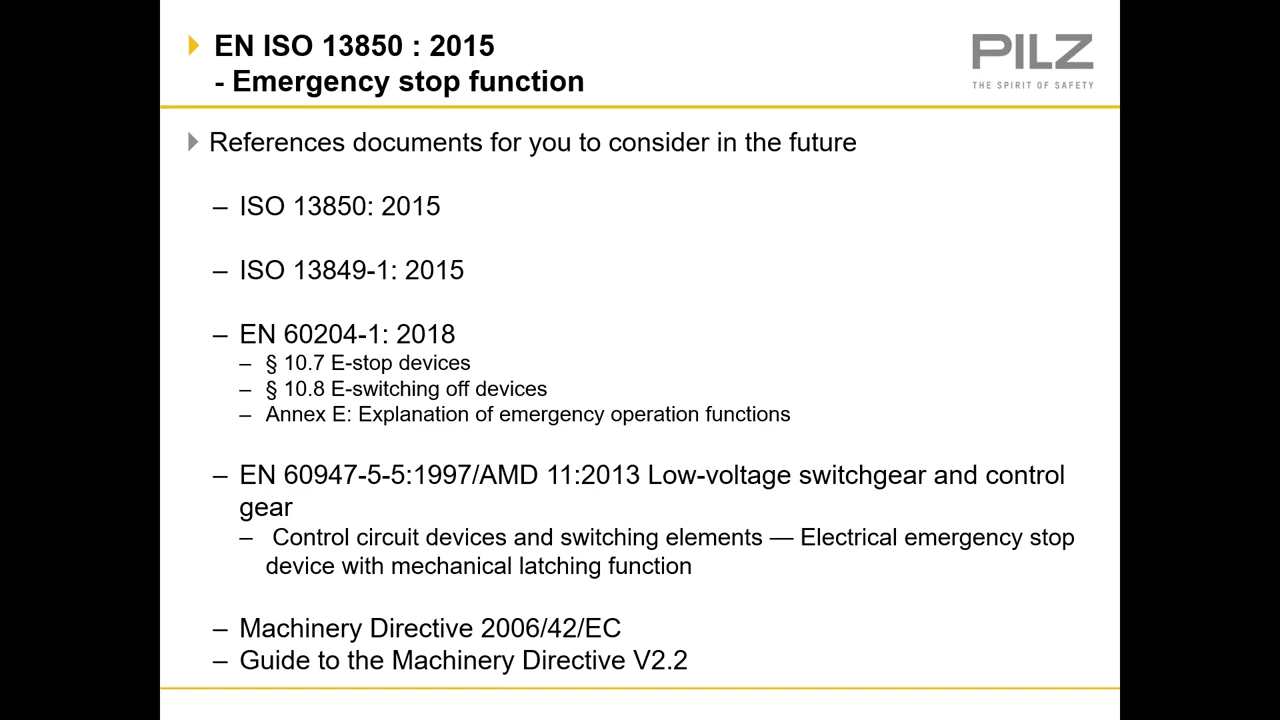 EN ISO 13850 : 2015
- Emergency stop function
PILZ
THE SPIRIT OF SAFETY
References documents for you to consider in the future
– ISO 13850: 2015
– ISO 13849-1: 2015
– EN 60204-1: 2018
– § 10.7 E-stop devices
– § 10.8 E-switching off devices
– Annex E: Explanation of emergency operation functions
– EN 60947-5-5:1997/AMD 11:2013 Low-voltage switchgear and control
gear
– Control circuit devices and switching elements — Electrical emergency stop
device with mechanical latching function
– Machinery Directive 2006/42/EC
– Guide to the Machinery Directive V2.2